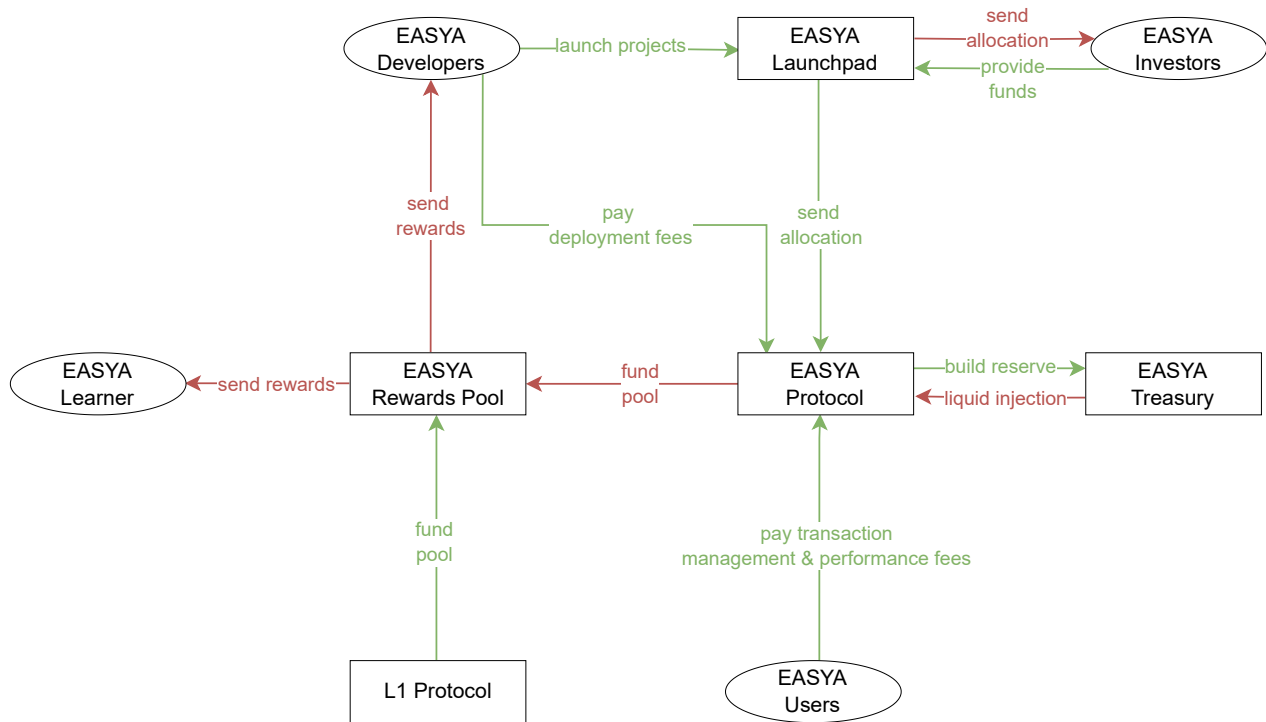 EASYA
Developers
launch projects
EASYA
Launchpad
send
allocation
provide
funds
EASYA
Investors
send
rewards
pay
deployment fees
send
allocation
EASYA
Learner
send rewards
EASYA
Rewards Pool
fund
pool
EASYA
Protocol
build reserve
liquid injection
EASYA
Treasury
fund
pool
pay transaction
management & performance fees
L1 Protocol
EASYA
Users